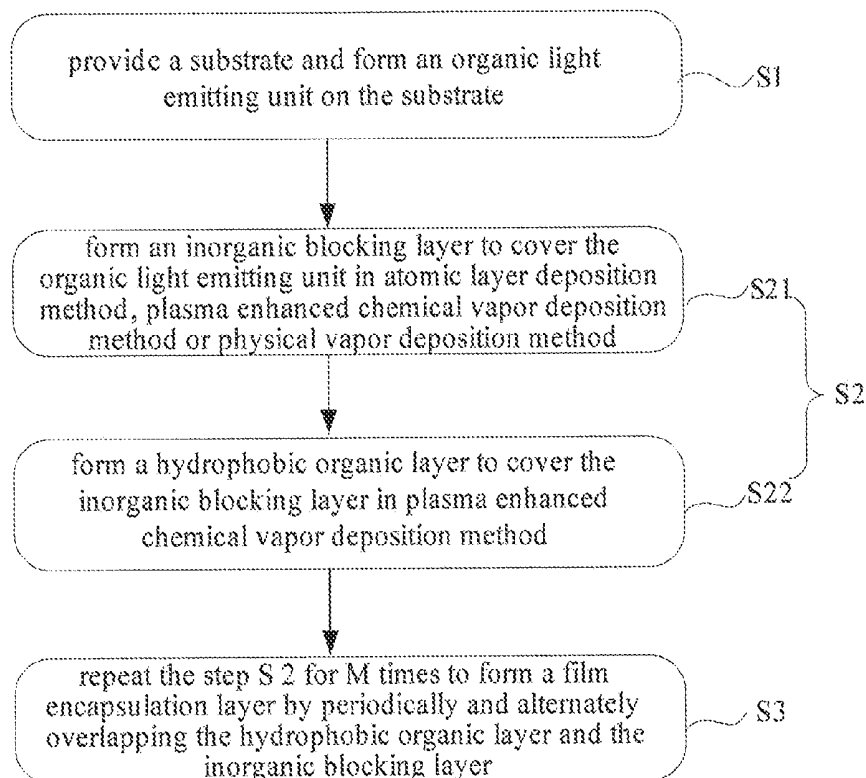 provide a substrate and form an organic light
emitting unit on the substrate
S1
form an inorganic blocking layer to cover the
organic light emitting unit in atomic layer deposition
method, plasma enhanced chemical vapor deposition
method or physical vapor deposition method
S21
S2
form a hydrophobic organic layer to cover the
inorganic blocking layer in plasma enhanced
chemical vapor deposition method
S22
repeat the step S 2 for M times to form a film
encapsulation layer by periodically and alternately
overlapping the hydrophobic organic layer and the
inorganic blocking layer
S3